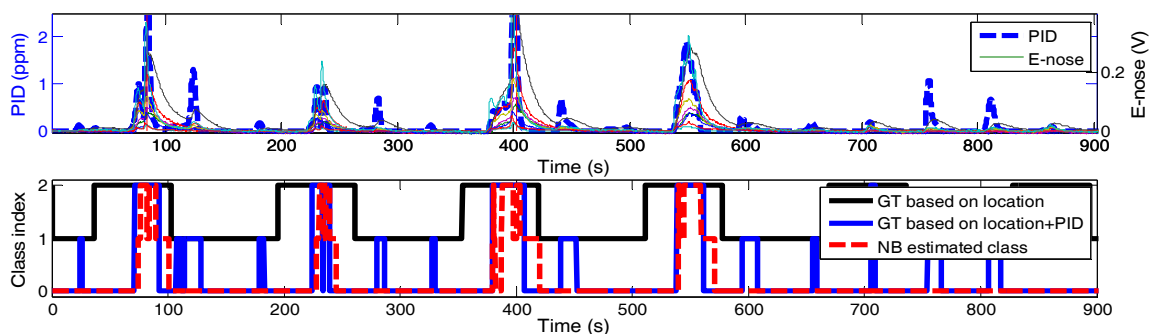 2
1
0
PID (ppm)
PID
E-nose
0.2
0
E-nose (V)
100 200 300 400 500 600 700 800 900
Time (s)
2
1
0
Class index
GT based on location
GT based on location+PID
NB estimated class
0 100 200 300 400 500 600 700 800 900
Time (s)